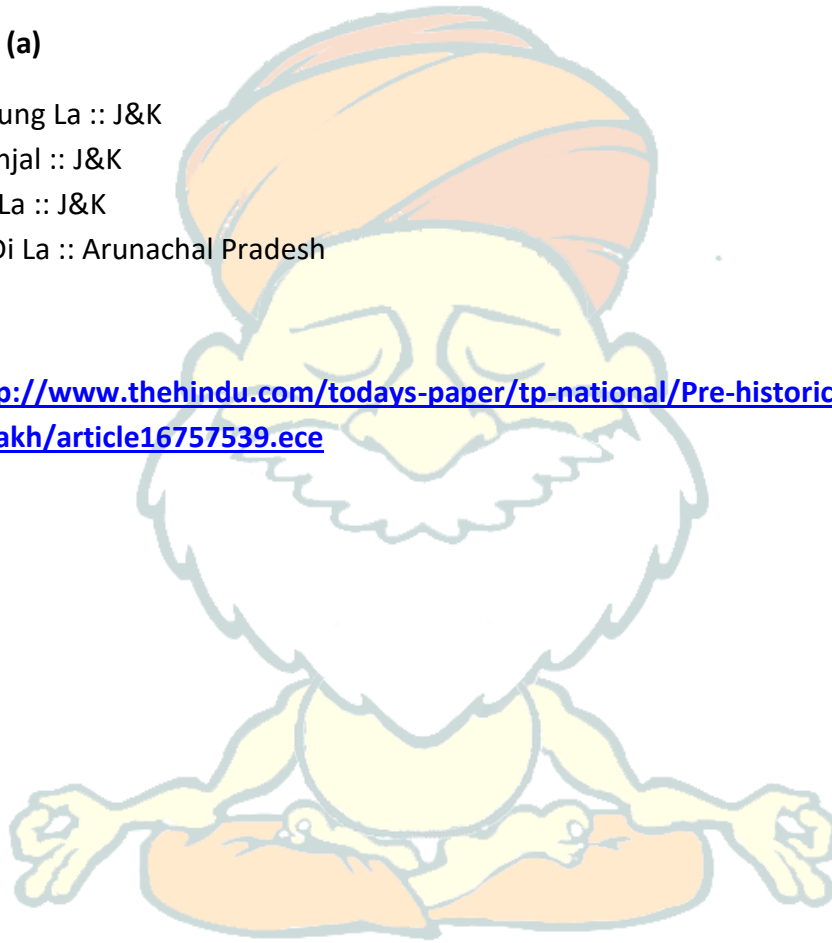 (a)
ung La :: J&K
njal :: J&K
La :: J&K
Di La :: Arunachal Pradesh
p://www.thehindu.com/todays-paper/tp-national/Pre-historic
akh/article16757539.ece